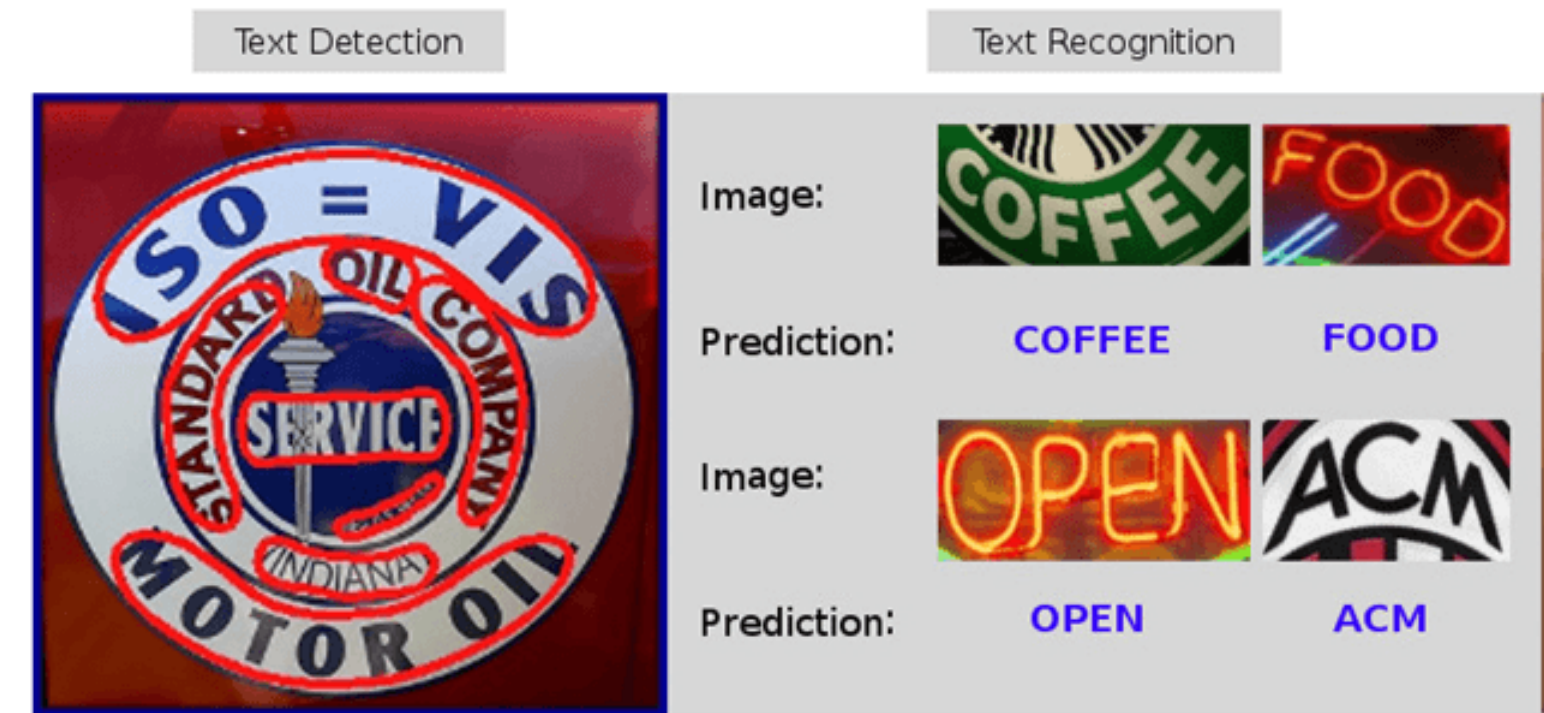 Text Detection
Text Recognition
ISO = VIS
STANDARD OIL COMPANY
SERVICE
INDIANA
MOTOR OIL
Image:
COFFEE
FOOD
Prediction:
COFFEE
FOOD
Image:
OPEN
ACM
Prediction:
OPEN
ACM